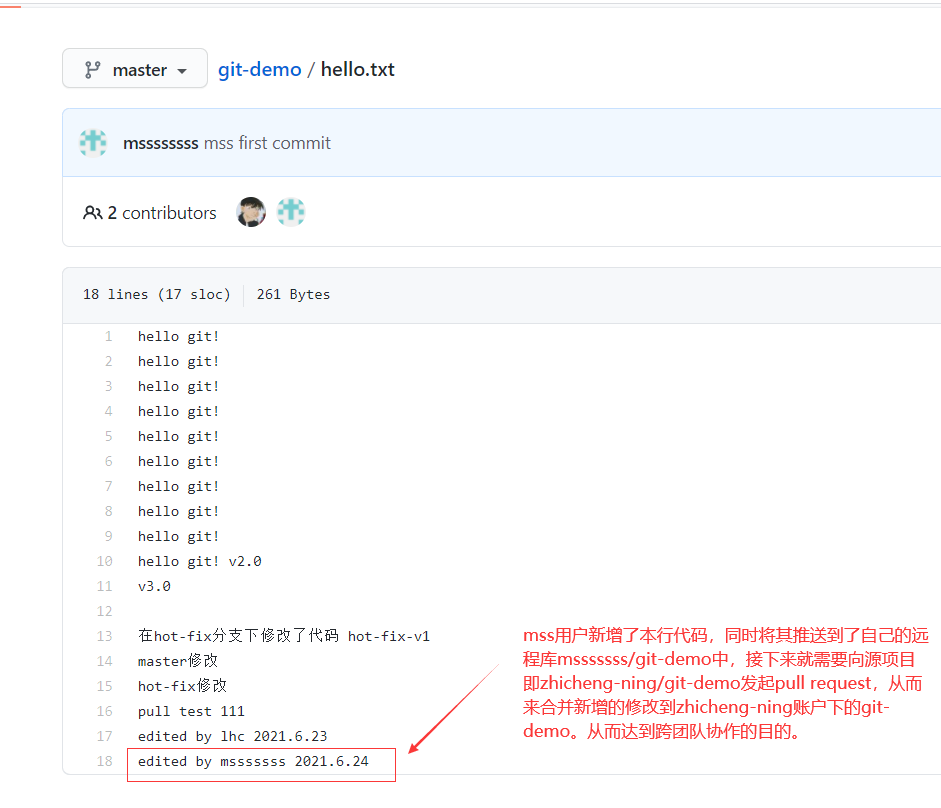 master
git-demo / hello.txt
msssssss mss first commit
2 contributors
18 lines (17 sloc) 261 Bytes
1 hello git!
2 hello git!
3 hello git!
4 hello git!
5 hello git!
6 hello git!
7 hello git!
8 hello git!
9 hello git!
10 hello git! v2.0
11 v3.0
12
13 在hot-fix分支下修改了代码 hot-fix-v1
14 master修改
15 hot-fix修改
16 pull test 111
17 edited by lhc 2021.6.23
18 edited by msssssss 2021.6.24
mss用户新增了本行代码，同时将其推送到了自己的远
程库msssssss/git-demo中，接下来就需要向源项目
即zhicheng-ning/git-demo发起pull request，从而
来合并新增的修改到zhicheng-ning账户下的git-
demo。从而达到跨团队协作的目的。